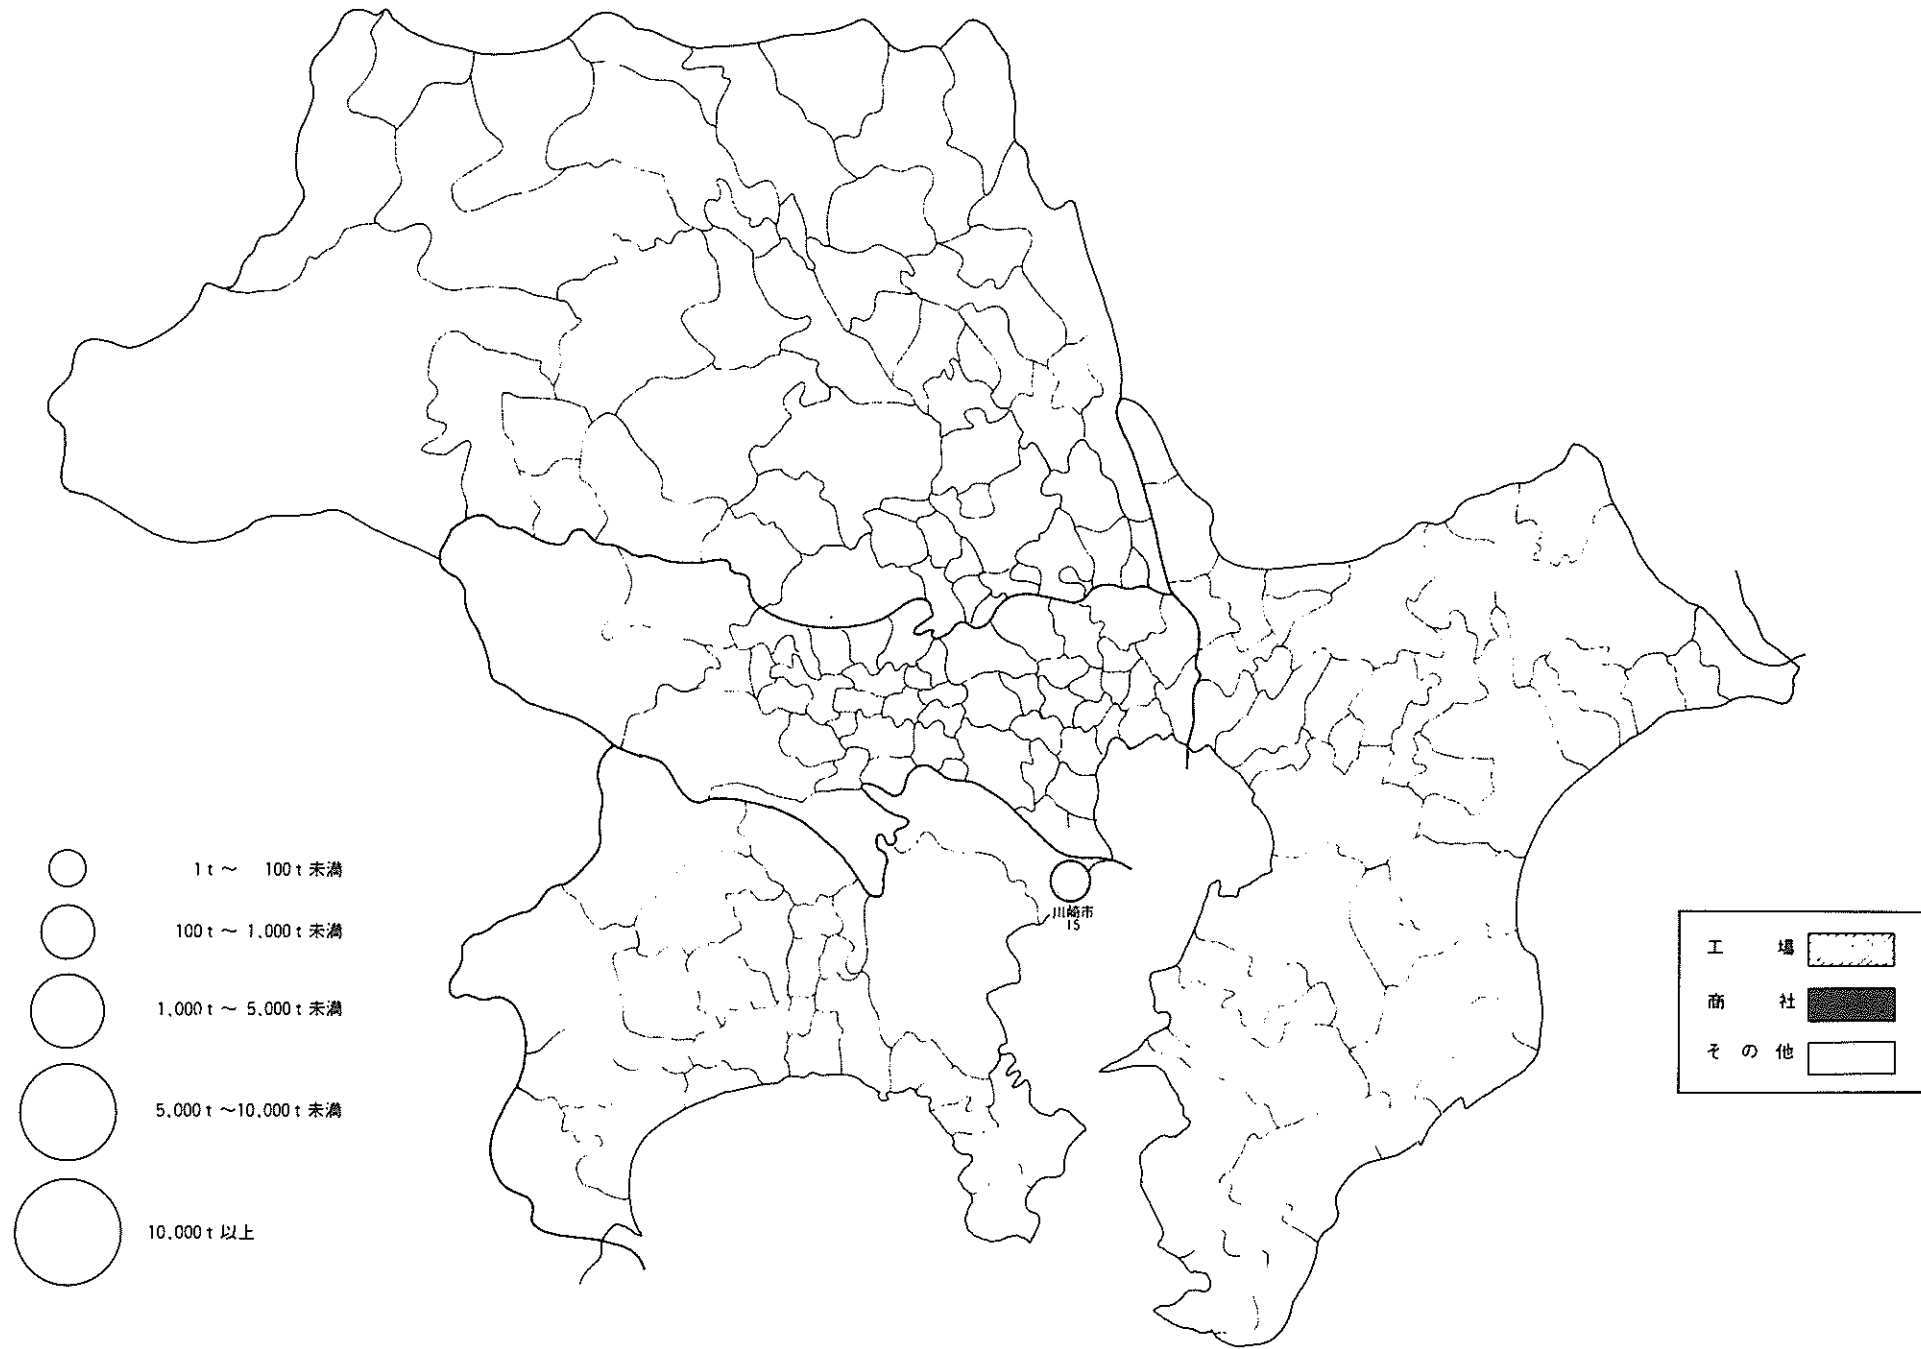 1t～ 100t未満
100t～ 1,000t未満
1,000t～ 5,000t未満
5,000t～10,000t未満
10,000t以上
川崎市
15
工場
商社
その他